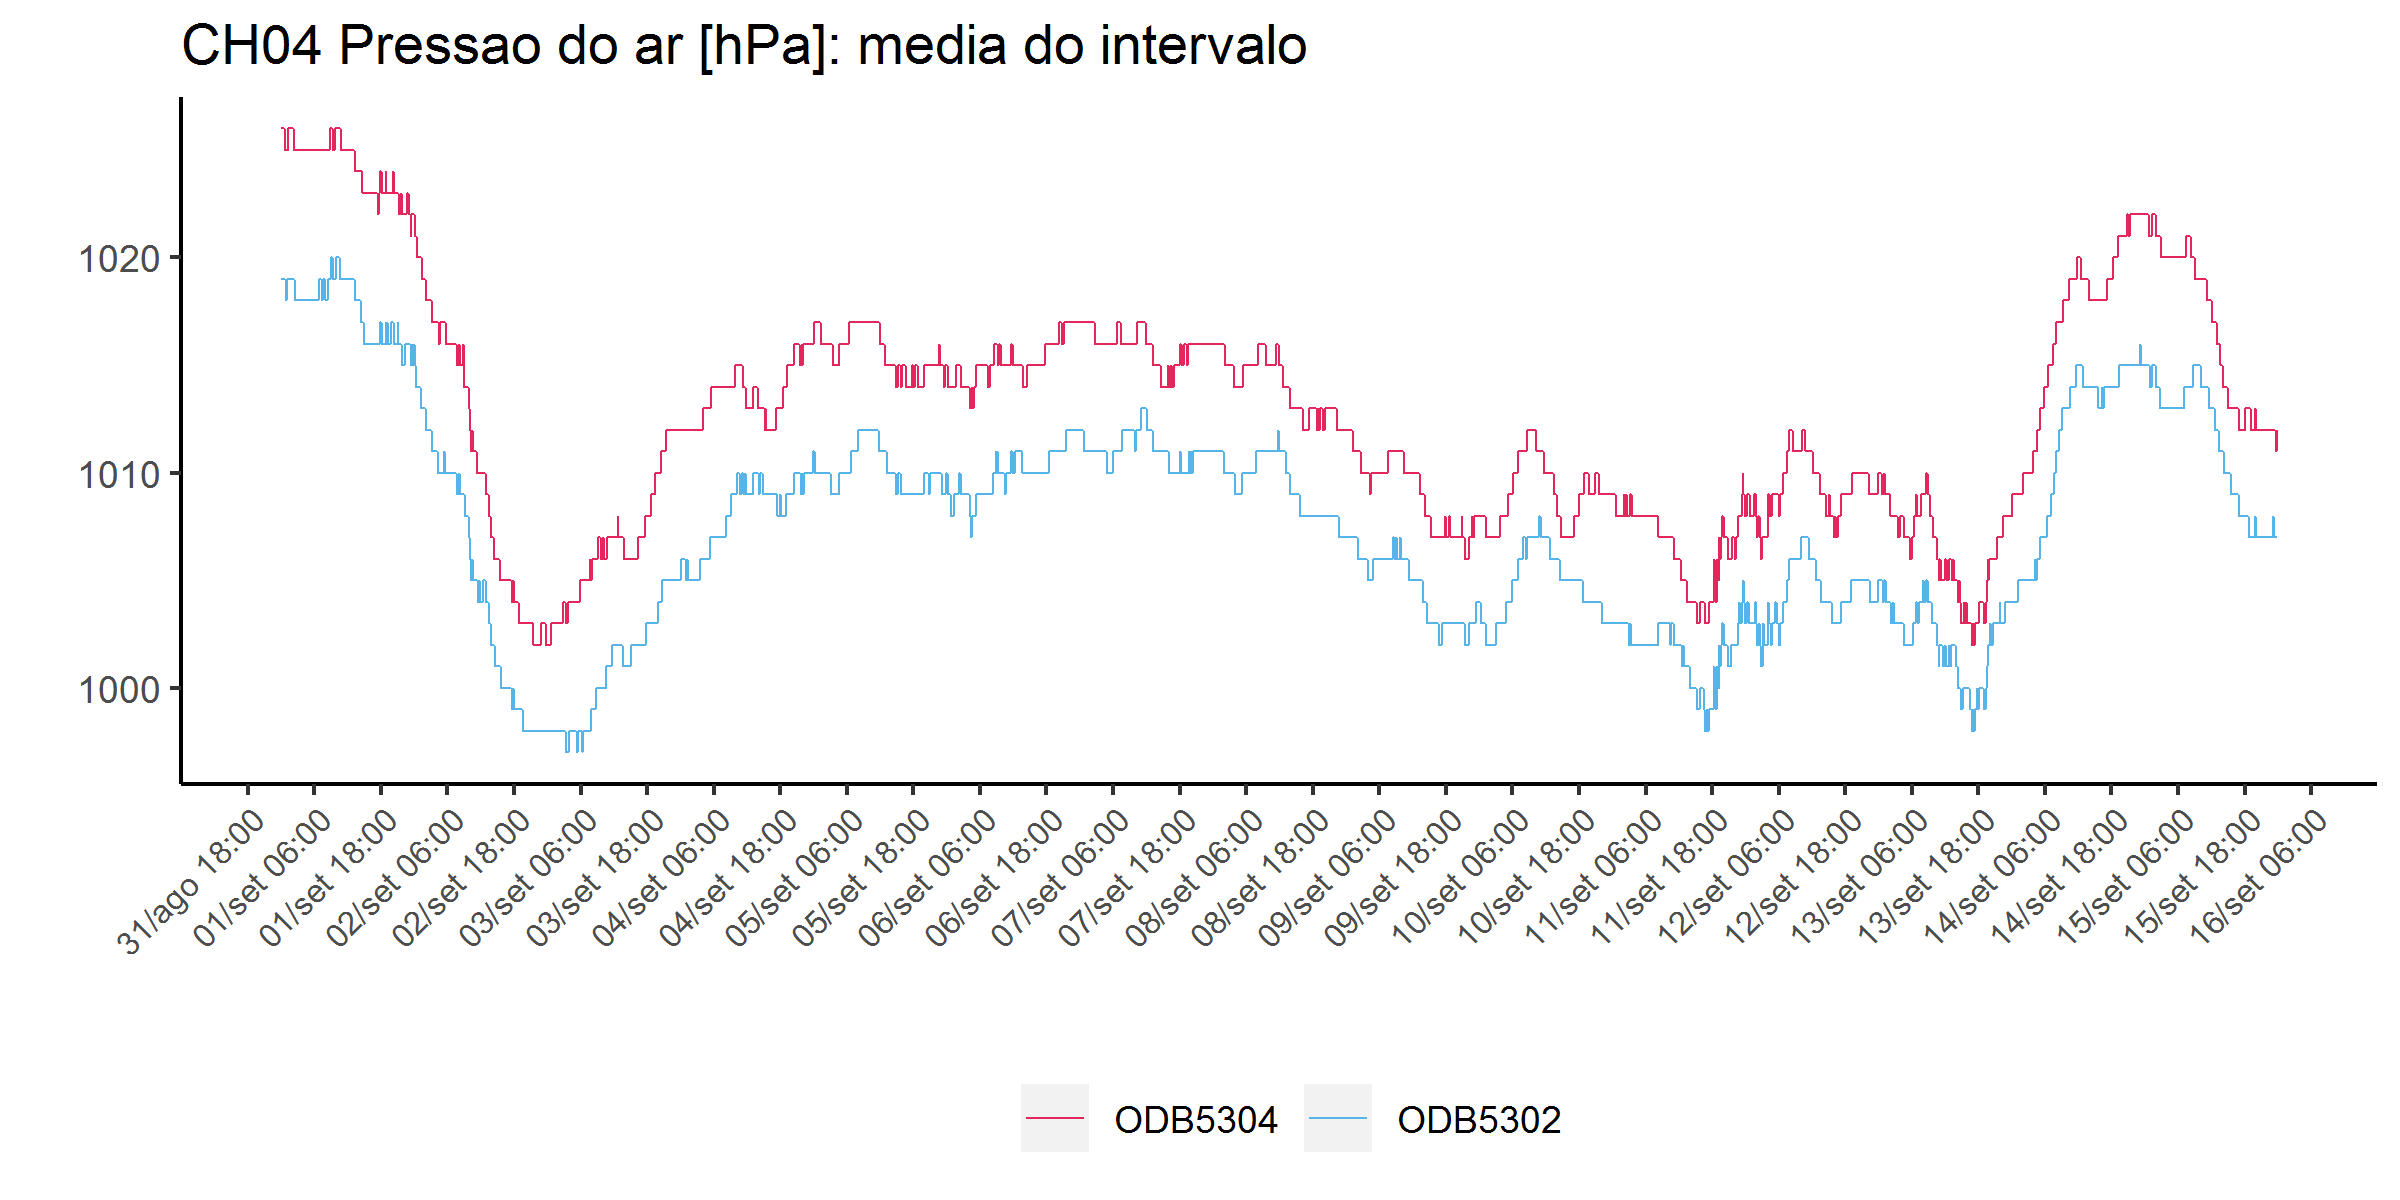 CH04 Pressao do ar [hPa]: media do intervalo
1020
1010
1000
31/ago 18:00
01/set 06:00
01/set 18:00
02/set 06:00
02/set 18:00
03/set 06:00
03/set 18:00
04/set 06:00
04/set 18:00
05/set 06:00
05/set 18:00
06/set 06:00
06/set 18:00
07/set 06:00
07/set 18:00
08/set 06:00
08/set 18:00
09/set 06:00
09/set 18:00
10/set 06:00
10/set 18:00
11/set 06:00
11/set 18:00
12/set 06:00
12/set 18:00
13/set 06:00
13/set 18:00
14/set 06:00
14/set 18:00
15/set 06:00
15/set 18:00
16/set 06:00
ODB5304 ODB5302